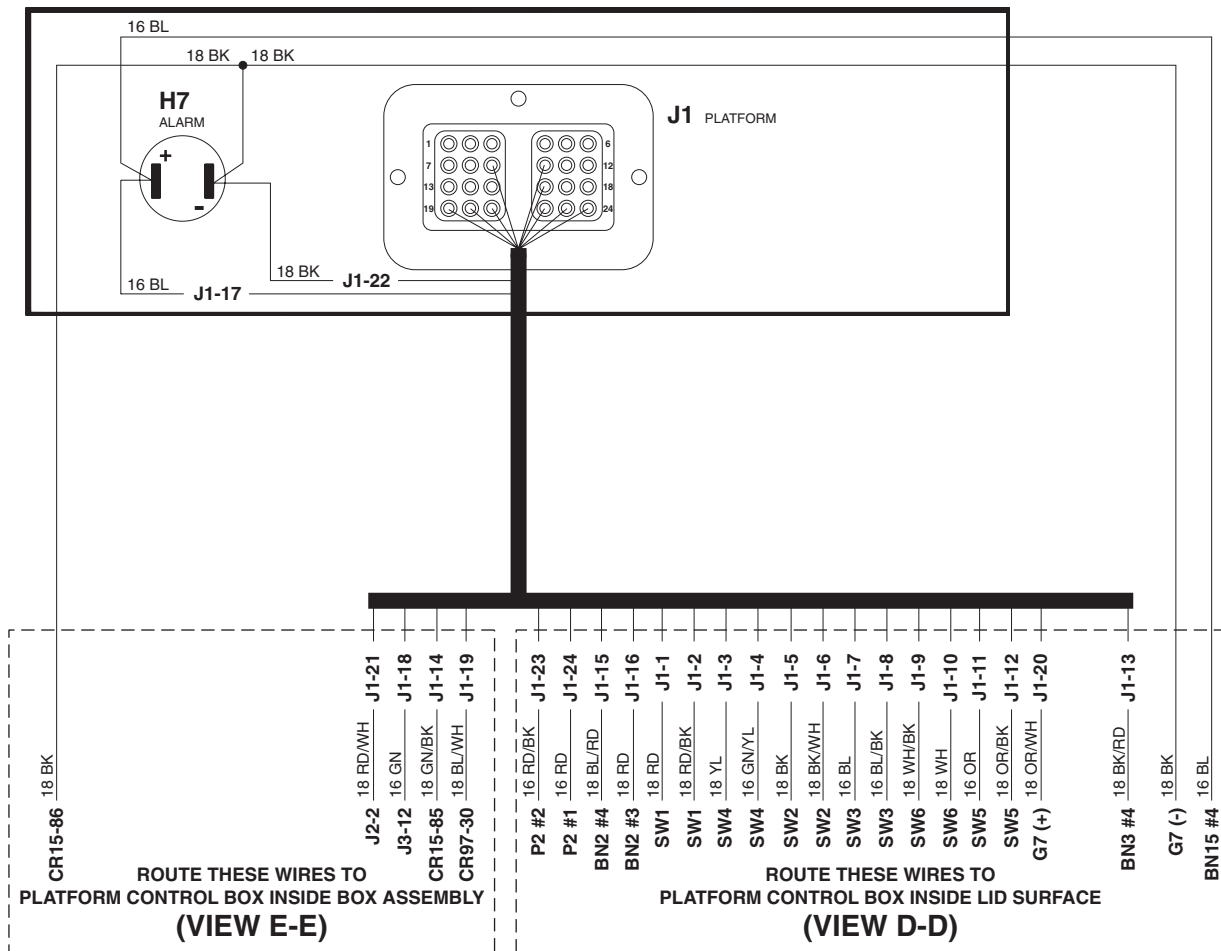 16 BL
18 BK 18 BK
H7
ALARM
+
-
J1 PLATFORM
1 6
7 12
13 18
19 24
18 BK J1-22
16 BL J1-17
18 BK CR15-86
J1-21 18 RD/WH J2-2
J1-18 16 GN J3-12
J1-14 18 GN/BK CR15-85
J1-19 18 BL/WH CR97-30
J1-23 16 RD/BK P2 #2
J1-24 16 RD P2 #1
J1-15 18 BL/RD BN2 #4
J1-16 18 RD BN2 #3
J1-1 18 RD SW1
J1-2 18 RD/BK SW1
J1-3 18 YL SW4
J1-4 16 GN/YL SW4
J1-5 18 BK SW2
J1-6 18 BK/WH SW2
J1-7 16 BL SW3
J1-8 16 BL/BK SW3
J1-9 18 WH/BK SW6
J1-10 18 WH SW6
J1-11 16 OR SW5
J1-12 18 OR/BK SW5
J1-20 18 OR/WH G7 (+)
J1-13 18 BK/RD BN3 #4
18 BK G7 (-)
16 BL BN15 #4
ROUTE THESE WIRES TO
PLATFORM CONTROL BOX INSIDE BOX ASSEMBLY
(VIEW E-E)
ROUTE THESE WIRES TO
PLATFORM CONTROL BOX INSIDE LID SURFACE
(VIEW D-D)